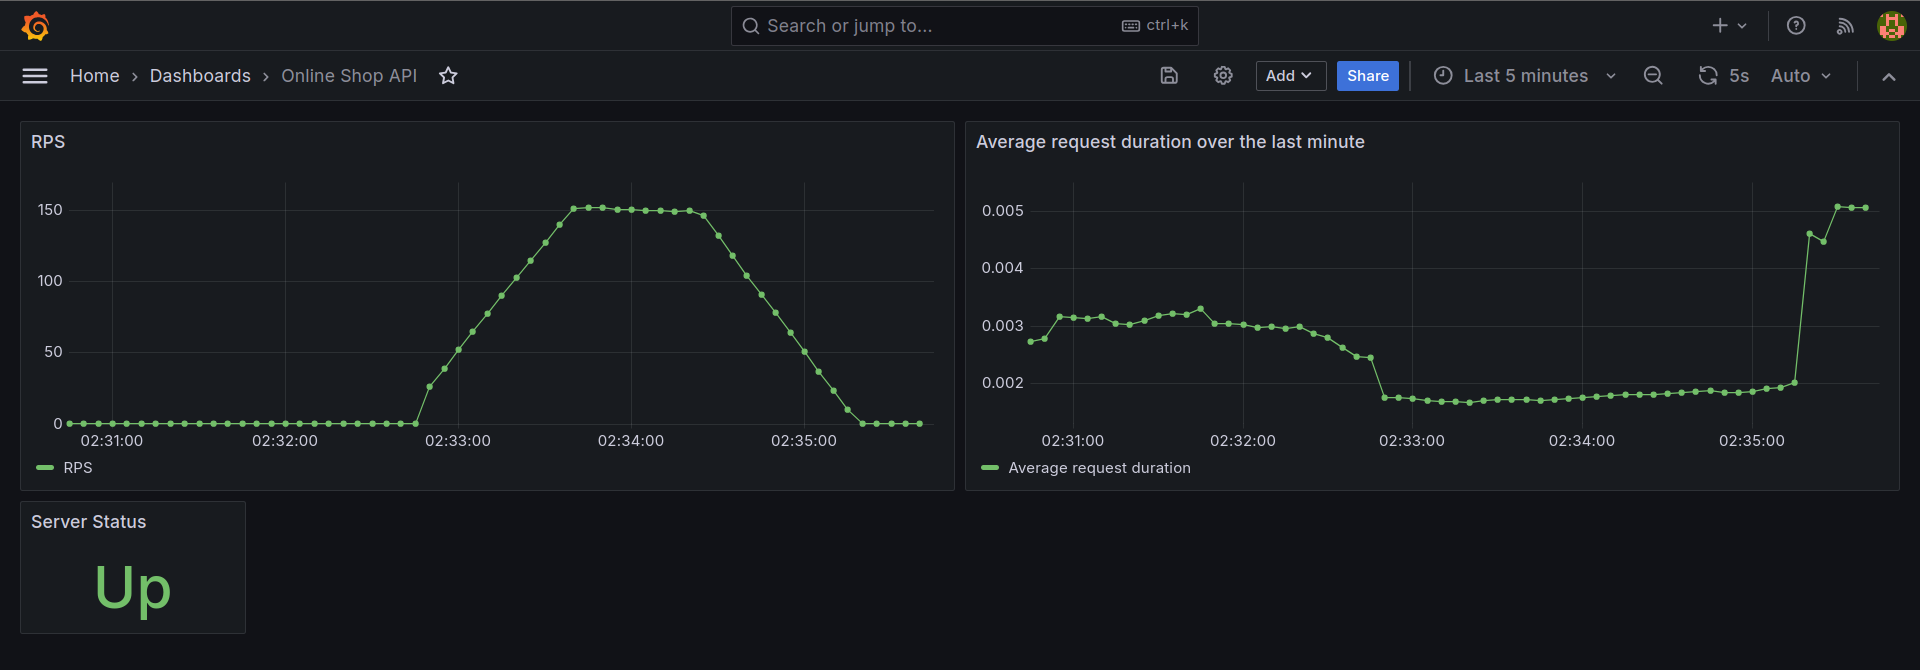 Search or jump to... ctrl+k
Home › Dashboards › Online Shop API Add Share Last 5 minutes 5s Auto
RPS
150
100
50
0
02:31:00 02:32:00 02:33:00 02:34:00 02:35:00
RPS
Average request duration over the last minute
0.005
0.004
0.003
0.002
02:31:00 02:32:00 02:33:00 02:34:00 02:35:00
Average request duration
Server Status
Up